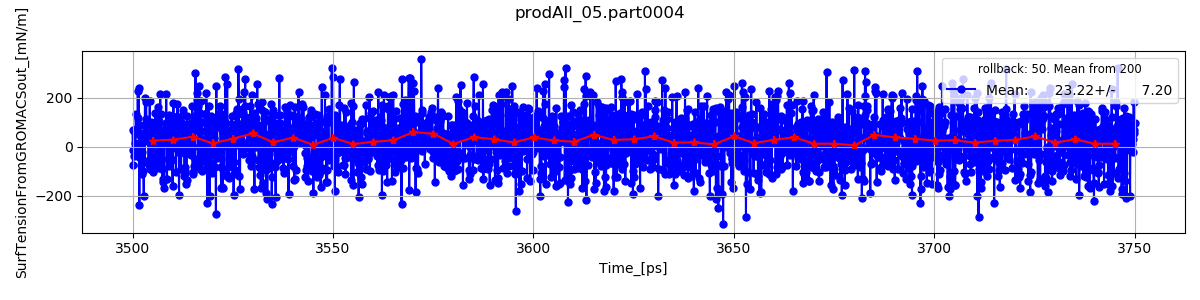 prodAll_05.part0004
SurfTensionFromGROMACSout_[mN/m]
200
0
−200
rollback: 50. Mean from 200
Mean: 23.22+/- 7.20
3500 3550 3600 3650 3700 3750
Time_[ps]